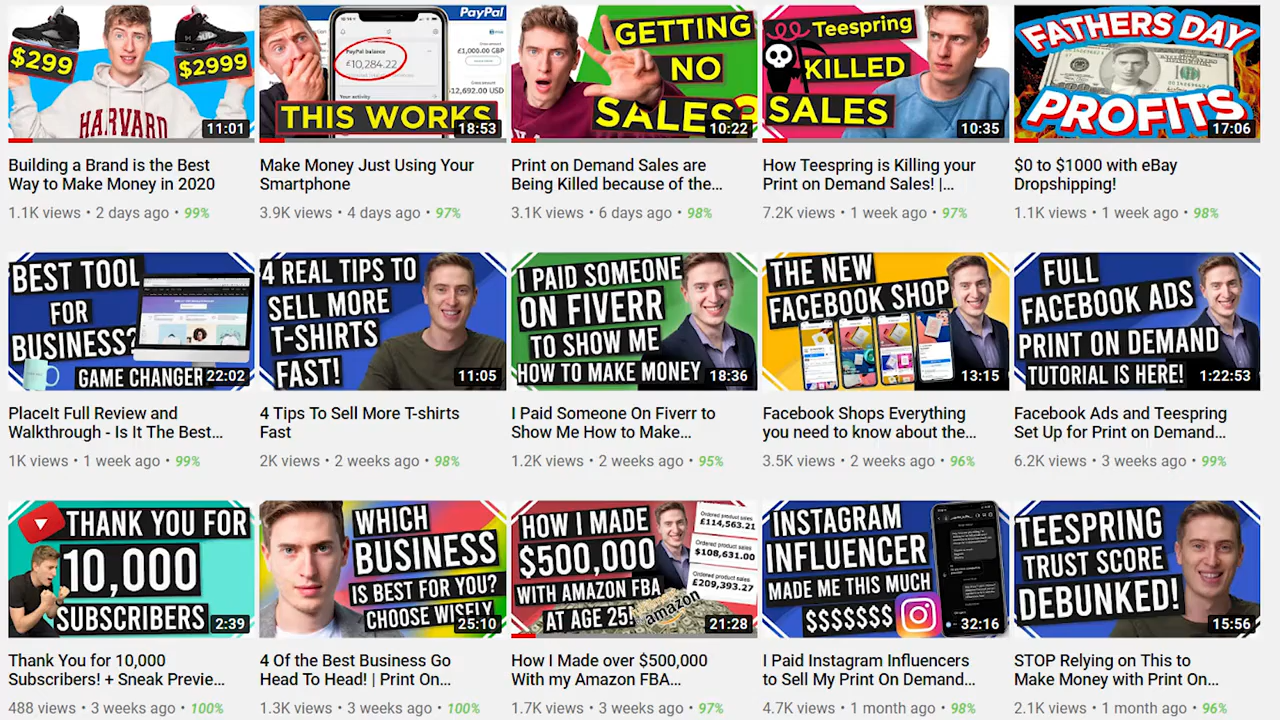 $299
$2999
HARVARD
11:01
PayPal
PayPal balance
£10,284.22
£1,000.00 GBP
12,692.00 USD
THIS WORKS
18:53
GETTING
NO
SALES?
10:22
Teespring
KILLED
SALES
10:35
FATHERS DAY
PROFITS
17:06
Building a Brand is the Best
Way to Make Money in 2020
1.1K views • 2 days ago • 99%
Make Money Just Using Your
Smartphone
3.9K views • 4 days ago • 97%
Print on Demand Sales are
Being Killed because of the...
3.1K views • 6 days ago • 98%
How Teespring is Killing your
Print on Demand Sales! |...
7.2K views • 1 week ago • 97%
$0 to $1000 with eBay
Dropshipping!
1.1K views • 1 week ago • 98%
BEST TOOL
FOR
BUSINESS?
GAME CHANGER
22:02
4 REAL TIPS TO
SELL MORE
T-SHIRTS
FAST!
11:05
I PAID SOMEONE
ON FIVERR
TO SHOW ME
HOW TO MAKE MONEY
18:36
THE NEW
FACEBOOK SHOP
13:15
FULL
FACEBOOK ADS
PRINT ON DEMAND
TUTORIAL IS HERE!
1:22:53
PlaceIt Full Review and
Walkthrough - Is It The Best...
1K views • 1 week ago • 99%
4 Tips To Sell More T-shirts
Fast
2K views • 2 weeks ago • 98%
I Paid Someone On Fiverr to
Show Me How to Make...
1.2K views • 2 weeks ago • 95%
Facebook Shops Everything
you need to know about the...
3.5K views • 2 weeks ago • 96%
Facebook Ads and Teespring
Set Up for Print on Demand...
6.2K views • 3 weeks ago • 99%
THANK YOU FOR
10,000
SUBSCRIBERS
2:39
WHICH
BUSINESS
IS BEST FOR YOU?
CHOOSE WISELY
25:10
HOW I MADE
$500,000
WITH AMAZON FBA
AT AGE 25!
Ordered product sales
£114,563.21
Ordered product sales
$108,631.00
Ordered product sales
£209,393.27
amazon
21:28
INSTAGRAM
INFLUENCER
MADE ME THIS MUCH
$$$$$$$
32:16
TEESPRING
TRUST SCORE
DEBUNKED!
15:56
Thank You for 10,000
Subscribers! + Sneak Previe...
488 views • 3 weeks ago • 100%
4 Of the Best Business Go
Head To Head! | Print On...
1.3K views • 3 weeks ago • 100%
How I Made over $500,000
With my Amazon FBA...
1.7K views • 3 weeks ago • 97%
I Paid Instagram Influencers
to Sell My Print On Demand...
4.7K views • 1 month ago • 98%
STOP Relying on This to
Make Money with Print On...
2.1K views • 1 month ago • 96%